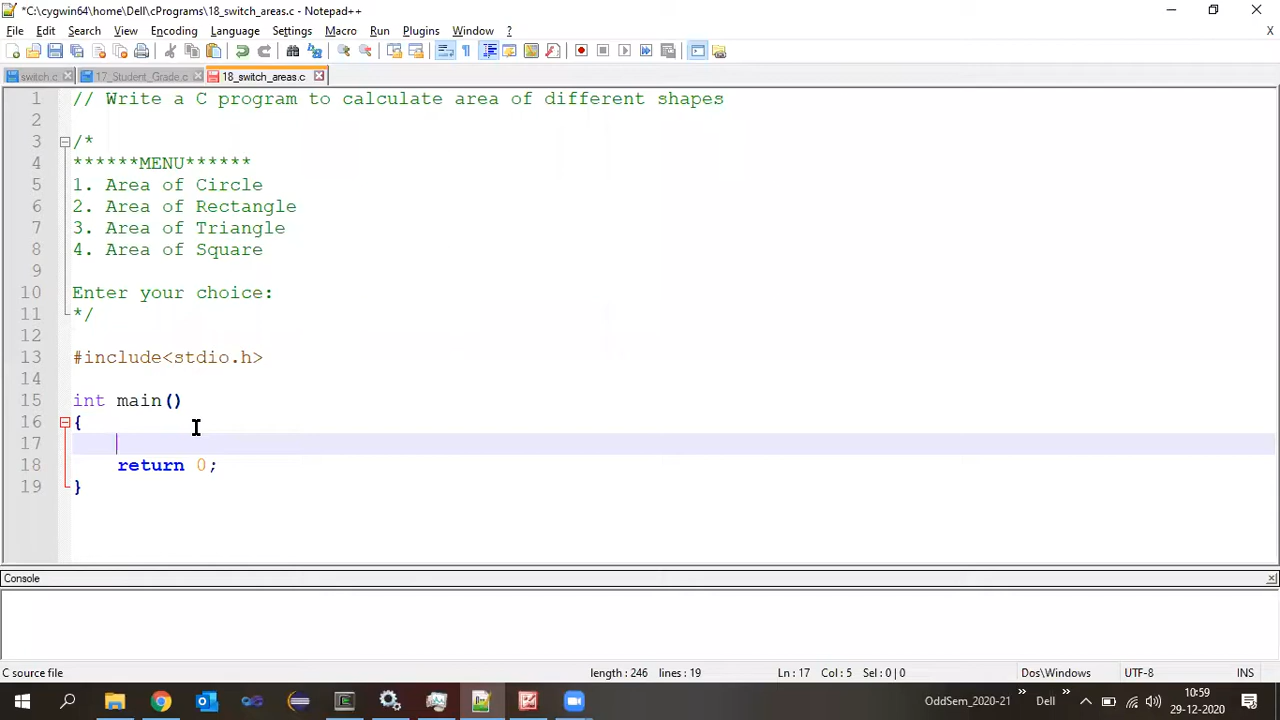 *C:\cygwin64\home\Dell\cPrograms\18_switch_areas.c - Notepad++
File Edit Search View Encoding Language Settings Macro Run Plugins Window ? X
switch.c 17_Student_Grade.c 18_switch_areas.c
1 // Write a C program to calculate area of different shapes
2
3 /*
4 ******MENU******
5 1. Area of Circle
6 2. Area of Rectangle
7 3. Area of Triangle
8 4. Area of Square
9
10 Enter your choice:
11 */
12
13 #include<stdio.h>
14
15 int main()
16 {
17
18 return 0;
19 }
Console
C source file length : 246 lines : 19 Ln : 17 Col : 5 Sel : 0 | 0 Dos\Windows UTF-8 INS
OddSem_2020-21 » Dell » 10:59
29-12-2020